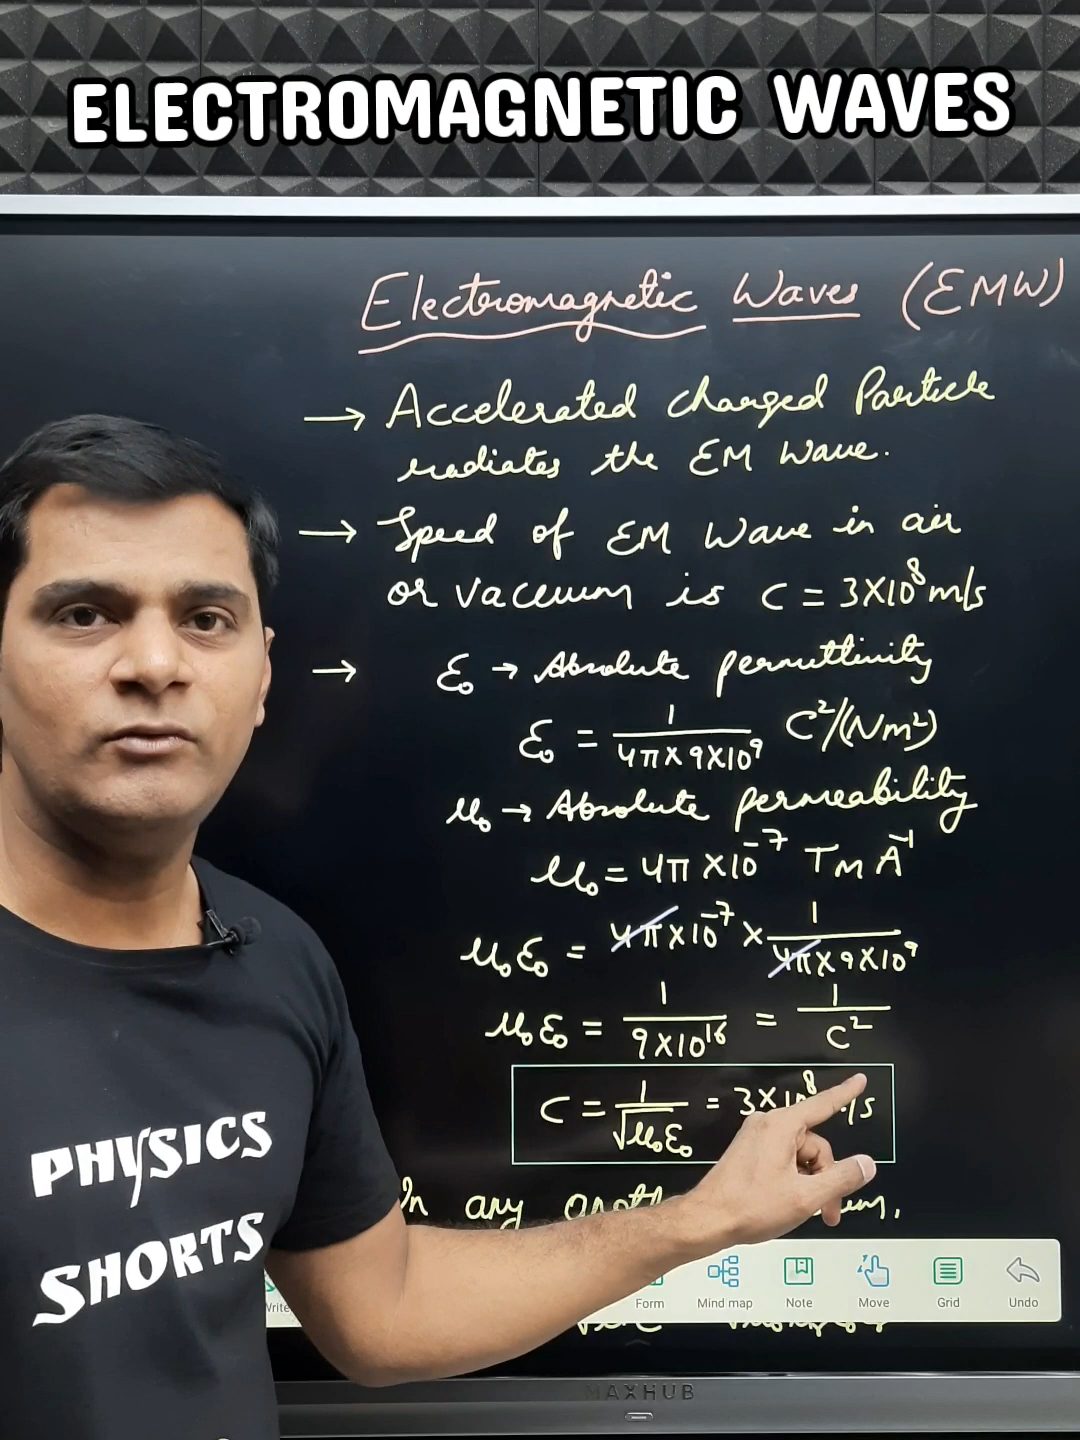 ELECTROMAGNETIC WAVES
Electromagnetic Waves (EMW)
→ Accelerated charged Particle
radiates the EM Wave.
→ Speed of EM Wave in air
or vacuum is C = 3×10⁸ m/s
→ ε₀ → Absolute permittivity
ε₀ = 1/(4π×9×10⁹) C²/(Nm²)
μ₀ → Absolute permeability
μ₀ = 4π×10⁻⁷ TmA⁻¹
μ₀ε₀ = 4π×10⁻⁷ × 1/(4π×9×10⁹)
μ₀ε₀ = 1/(9×10¹⁶) = 1/C²
C = 1/√μ₀ε₀ = 3×10⁸ /s
In any
Form Mind map Note Move Grid Undo
MAXHUB
PHYSICS
SHORTS